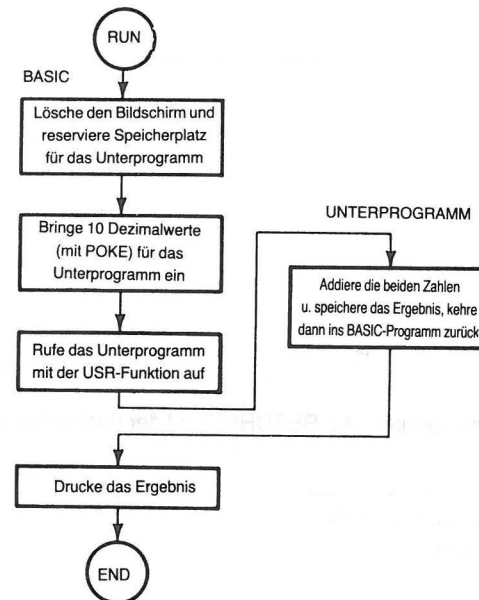 RUN
BASIC
Lösche den Bildschirm und
reserviere Speicherplatz
für das Unterprogramm
Bringe 10 Dezimalwerte
(mit POKE) für das
Unterprogramm ein
Rufe das Unterprogramm
mit der USR-Funktion auf
UNTERPROGRAMM
Addiere die beiden Zahlen
u. speichere das Ergebnis, kehre
dann ins BASIC-Programm zurück
Drucke das Ergebnis
END